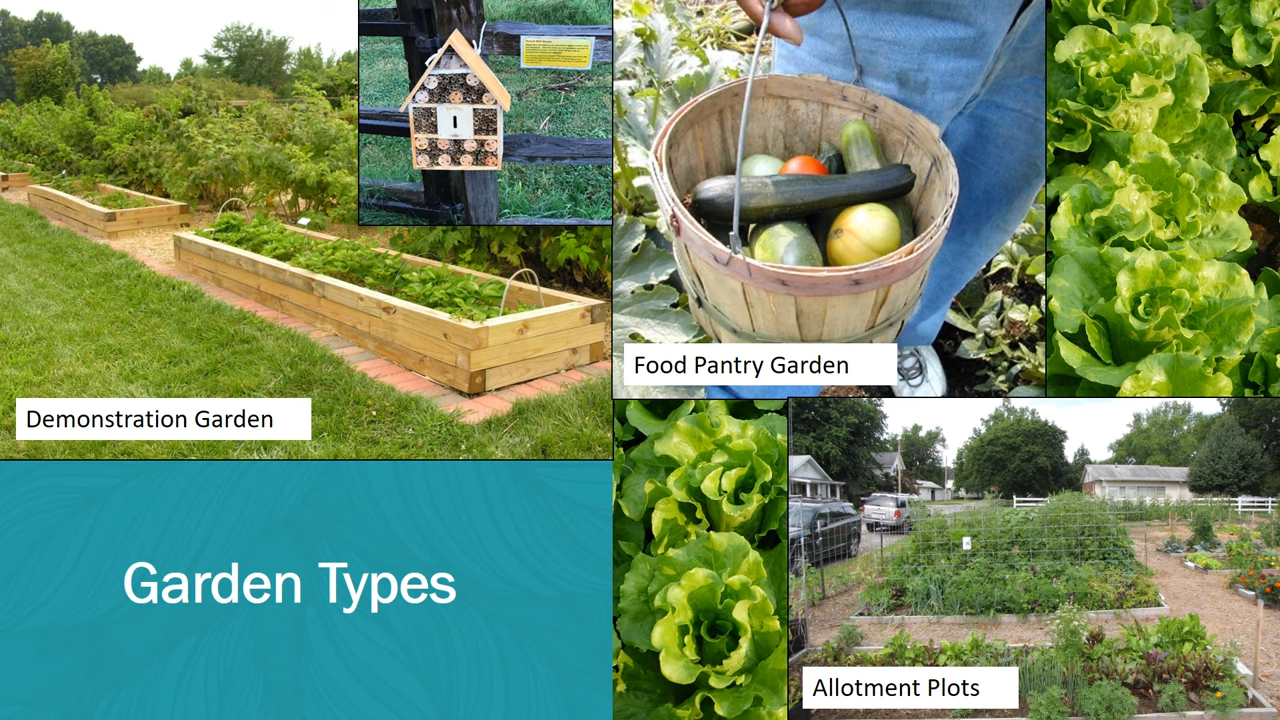 Food Pantry Garden
Demonstration Garden
Garden Types
Allotment Plots